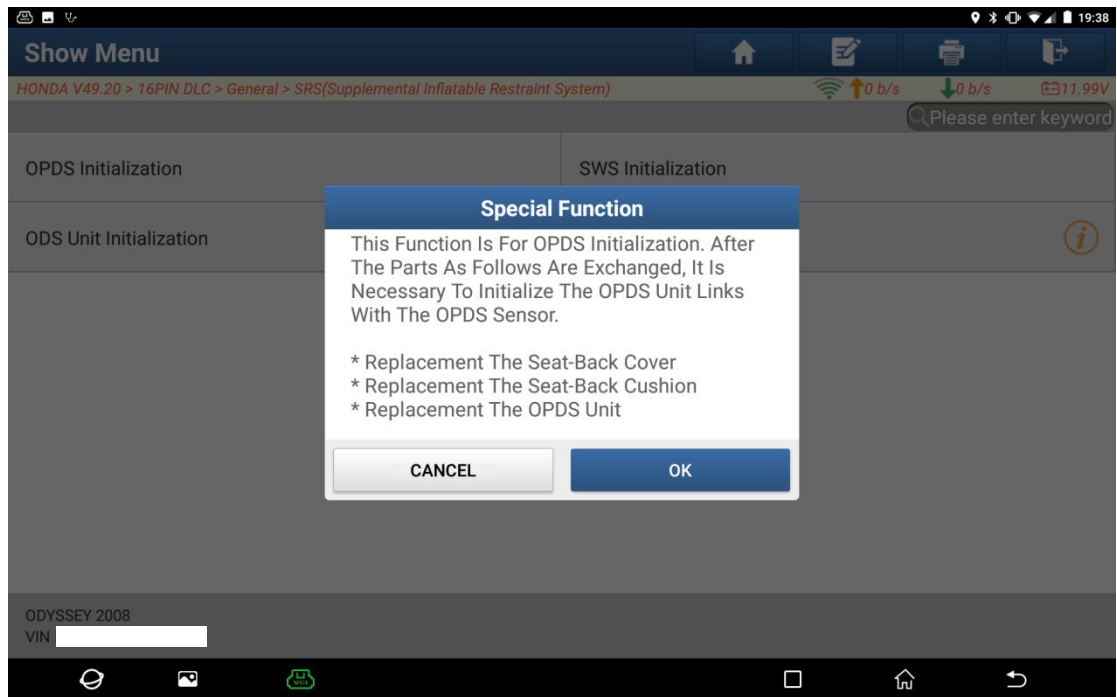 19:38
Show Menu
HONDA V49.20 > 16PIN DLC > General > SRS(Supplemental Inflatable Restraint System)
0 b/s
0 b/s
11.99V
Please enter keyword
OPDS Initialization
SWS Initialization
ODS Unit Initialization
Special Function
This Function Is For OPDS Initialization. After
The Parts As Follows Are Exchanged, It Is
Necessary To Initialize The OPDS Unit Links
With The OPDS Sensor.
* Replacement The Seat-Back Cover
* Replacement The Seat-Back Cushion
* Replacement The OPDS Unit
CANCEL
OK
ODYSSEY 2008
VIN
VCI